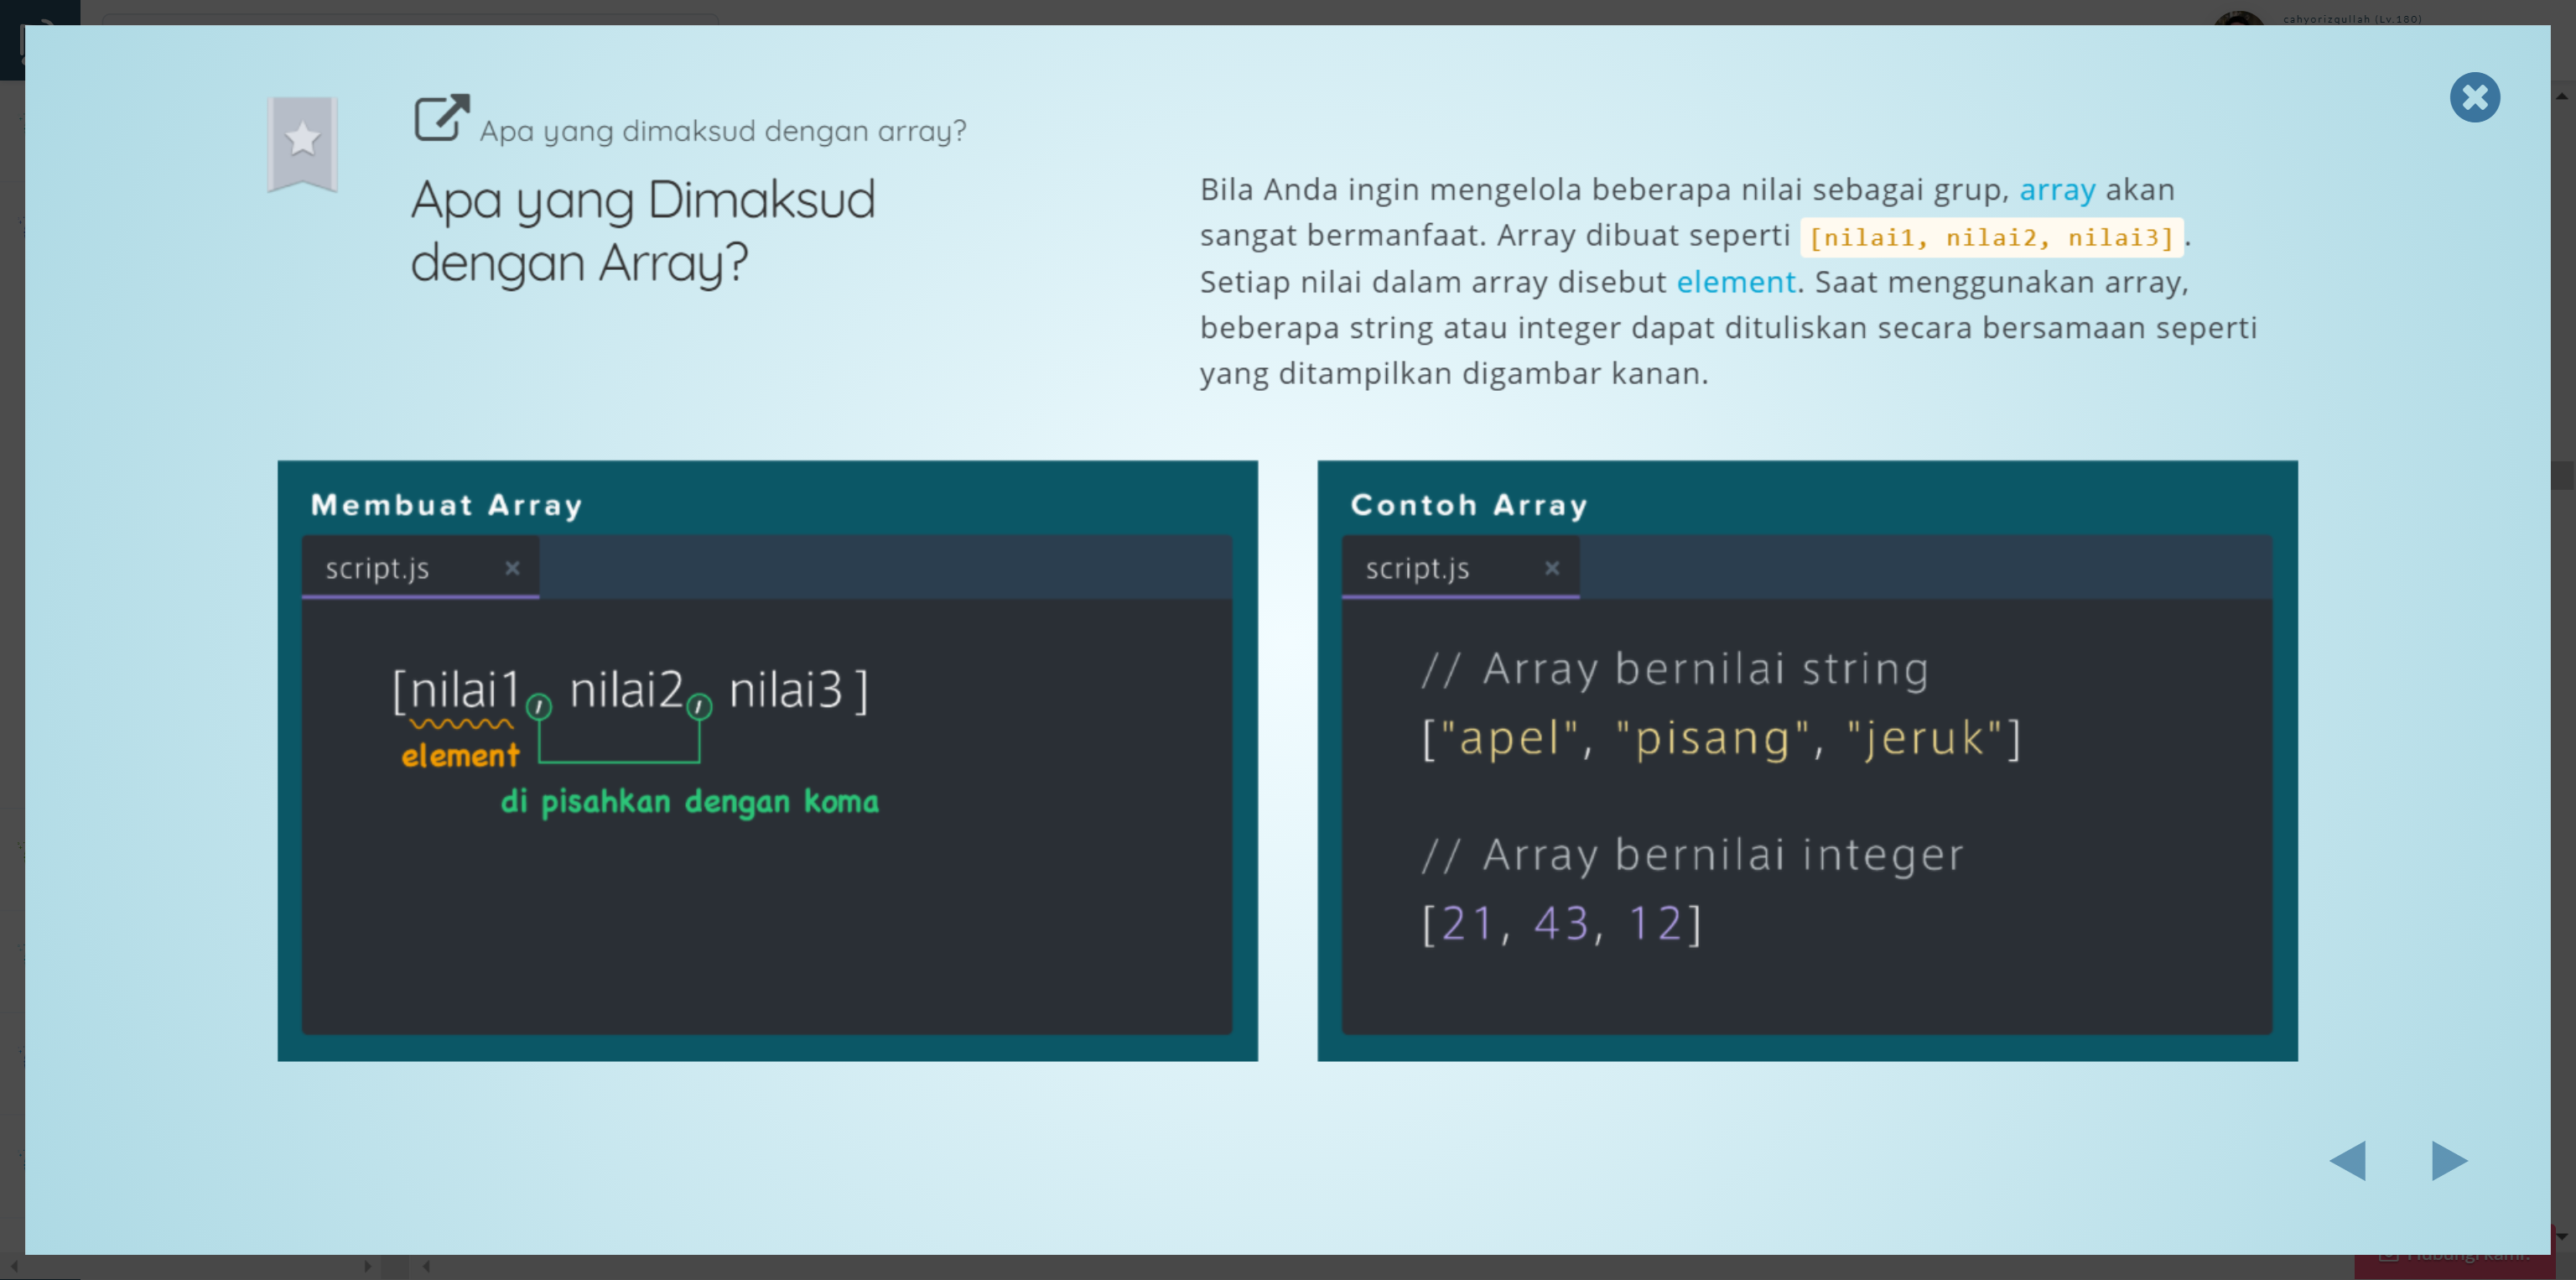 cahyorizqullah (Lv.180)
Apa yang dimaksud dengan array?
Apa yang Dimaksud
dengan Array?
Bila Anda ingin mengelola beberapa nilai sebagai grup, array akan
sangat bermanfaat. Array dibuat seperti [nilai1, nilai2, nilai3].
Setiap nilai dalam array disebut element. Saat menggunakan array,
beberapa string atau integer dapat dituliskan secara bersamaan seperti
yang ditampilkan digambar kanan.
Membuat Array
script.js
[nilai1, nilai2, nilai3]
element
di pisahkan dengan koma
Contoh Array
script.js
// Array bernilai string
["apel", "pisang", "jeruk"]
// Array bernilai integer
[21, 43, 12]
Hubungi kami.